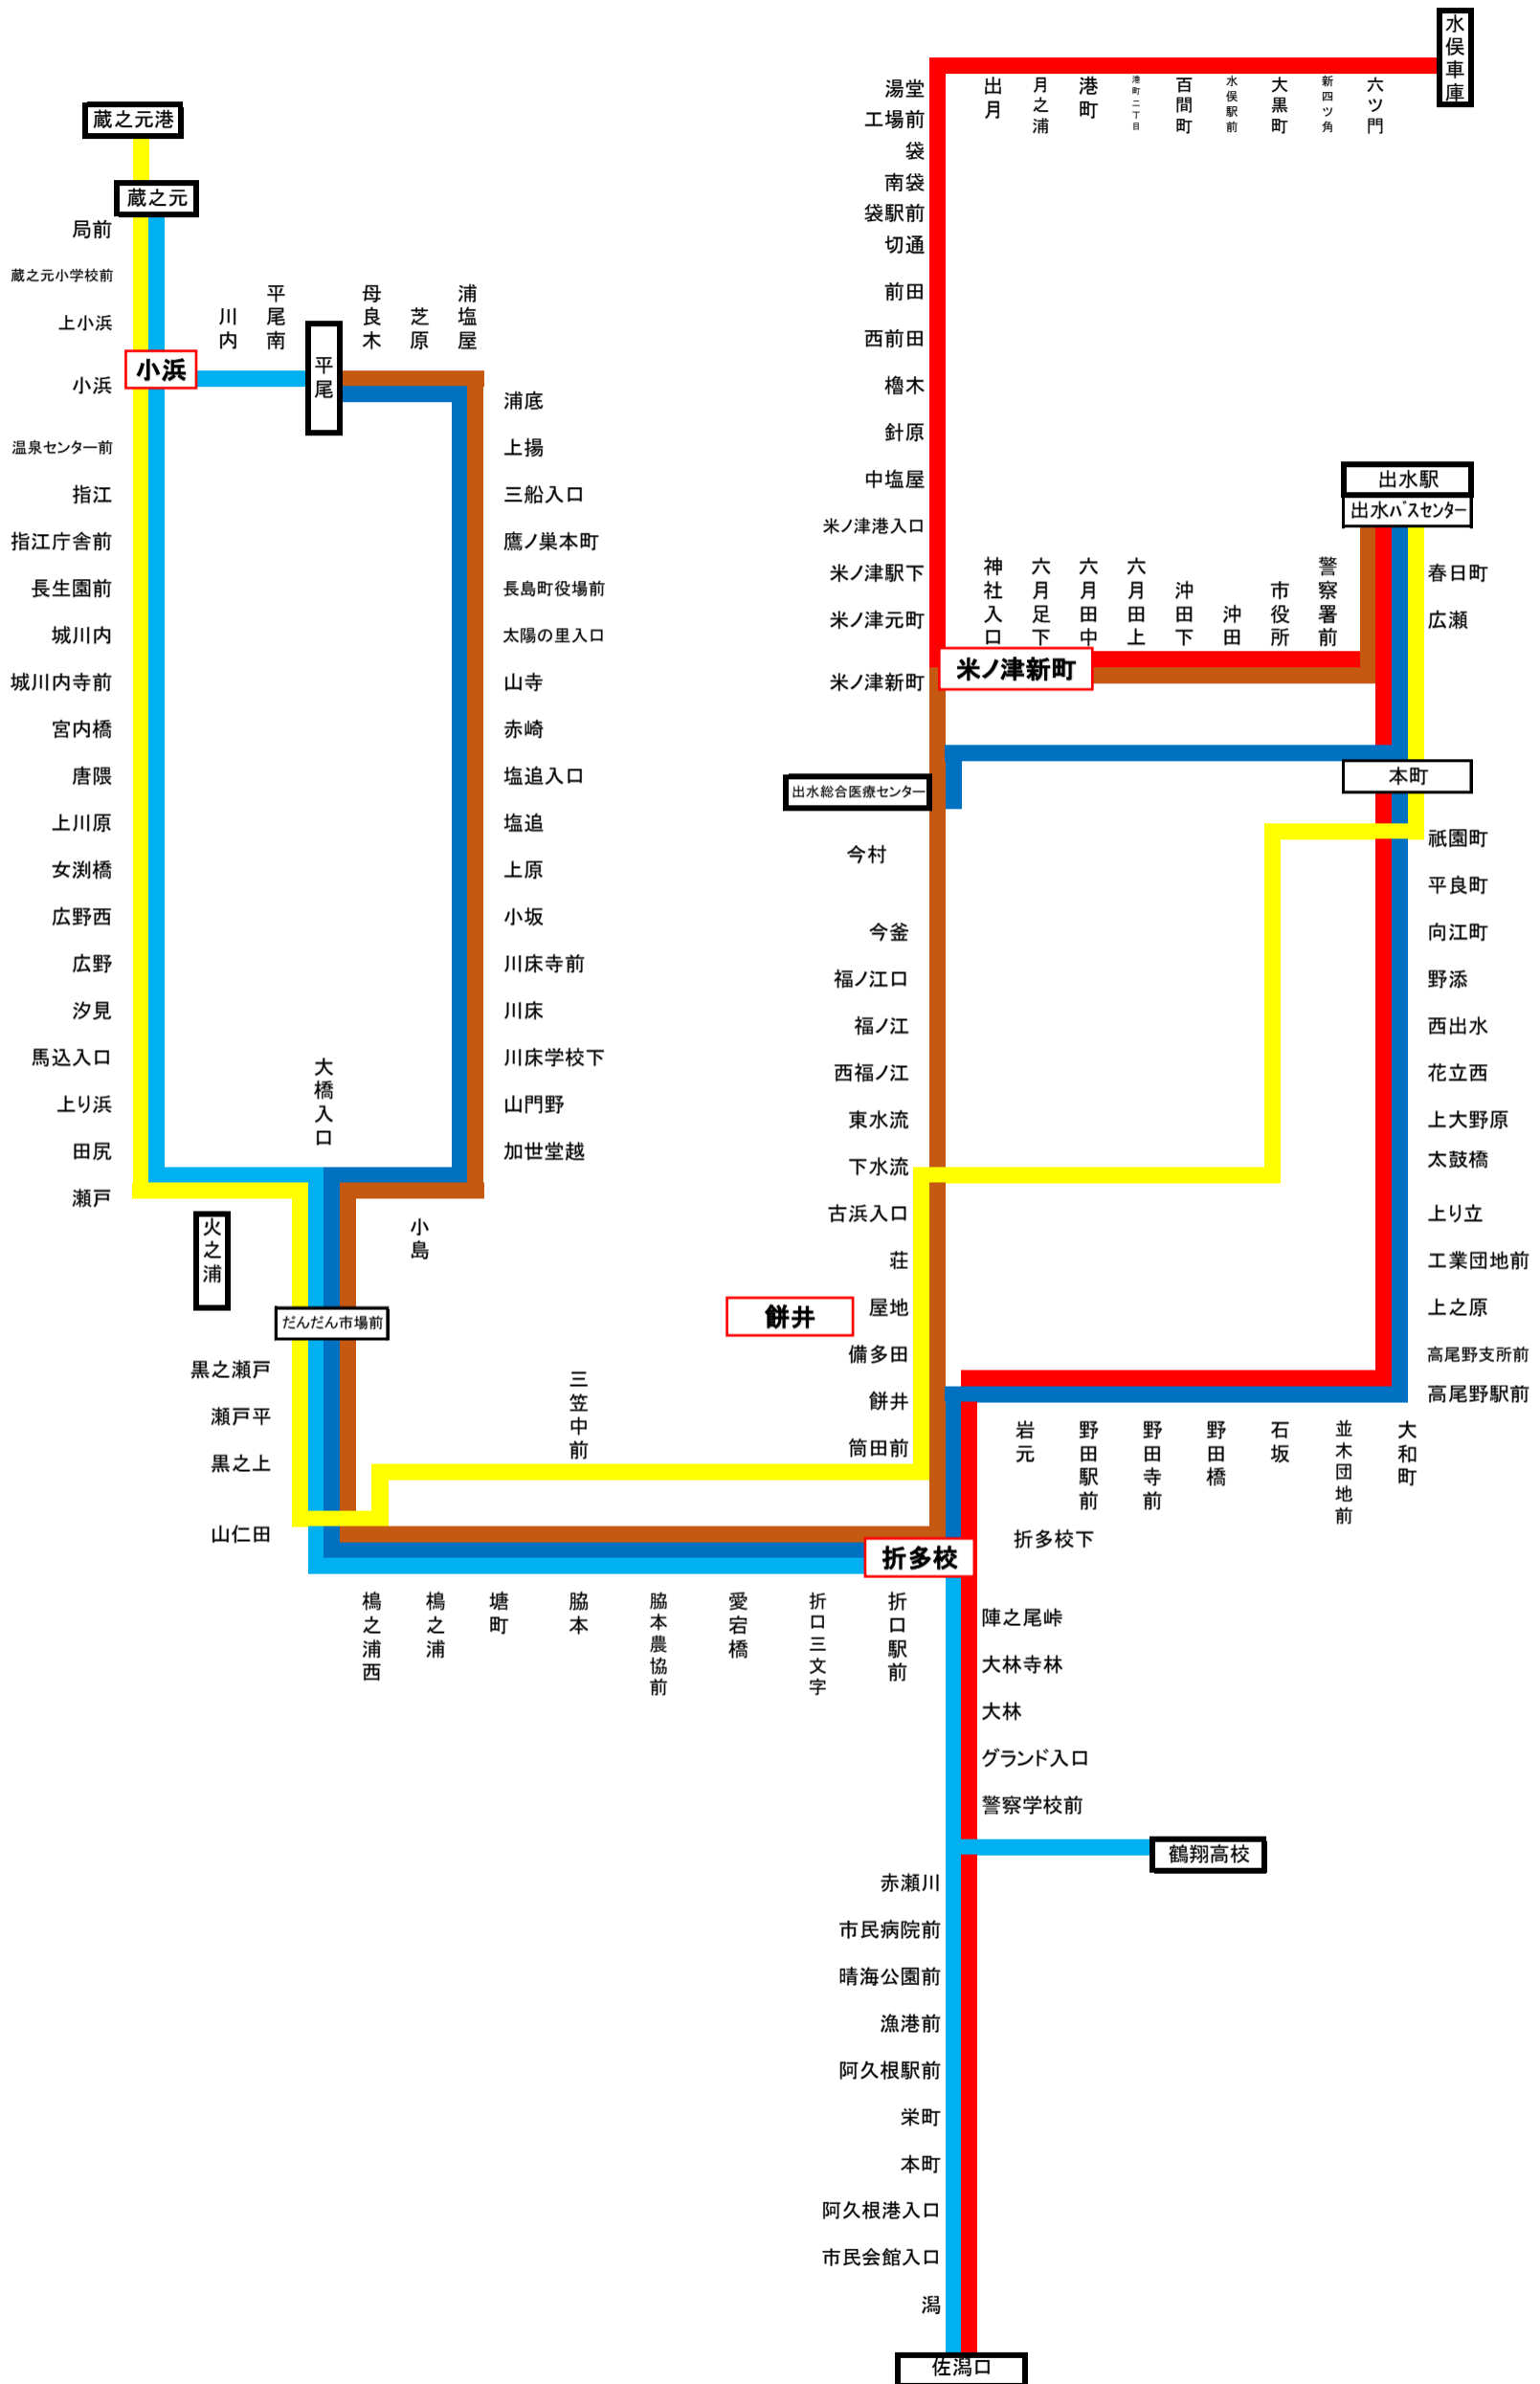 水俣車庫
湯堂
工場前
袋
南袋
袋駅前
切通
前田
西前田
櫓木
針原
中塩屋
米ノ津港入口
米ノ津駅下
米ノ津元町
米ノ津新町
出月
月之浦
港町
港町二丁目
百間町
水俣駅前
大黒町
新四ツ角
六ツ門
蔵之元港
蔵之元
局前
蔵之元小学校前
上小浜
小浜
小浜
温泉センター前
指江
指江庁舎前
長生園前
城川内
城川内寺前
宮内橋
唐隈
上川原
女渕橋
広野西
広野
汐見
馬込入口
上り浜
田尻
瀬戸
川内
平尾南
平尾
母良木
芝原
浦塩屋
浦底
上揚
三船入口
鷹ノ巣本町
長島町役場前
太陽の里入口
山寺
赤崎
塩追入口
塩追
上原
小坂
川床寺前
川床
川床学校下
山門野
加世堂越
大橋入口
小島
火之浦
だんだん市場前
黒之瀬戸
瀬戸平
黒之上
山仁田
三笠中前
出水駅
出水バスセンター
春日町
広瀬
神社入口
六月足下
六月田中
六月田上
沖田下
沖田
市役所
警察署前
米ノ津新町
出水総合医療センター
本町
今村
今釜
福ノ江口
福ノ江
西福ノ江
東水流
下水流
古浜入口
荘
屋地
備多田
餅井
筒田前
餅井
祇園町
平良町
向江町
野添
西出水
花立西
上大野原
太鼓橋
上り立
工業団地前
上之原
高尾野支所前
高尾野駅前
岩元
野田駅前
野田寺前
野田橋
石坂
並木団地前
大和町
折多校下
折多校
槝之浦西
槝之浦
塘町
脇本
脇本農協前
愛宕橋
折口三文字
折口駅前
陣之尾峠
大林寺林
大林
グランド入口
警察学校前
鶴翔高校
赤瀬川
市民病院前
晴海公園前
漁港前
阿久根駅前
栄町
本町
阿久根港入口
市民会館入口
潟
佐潟口